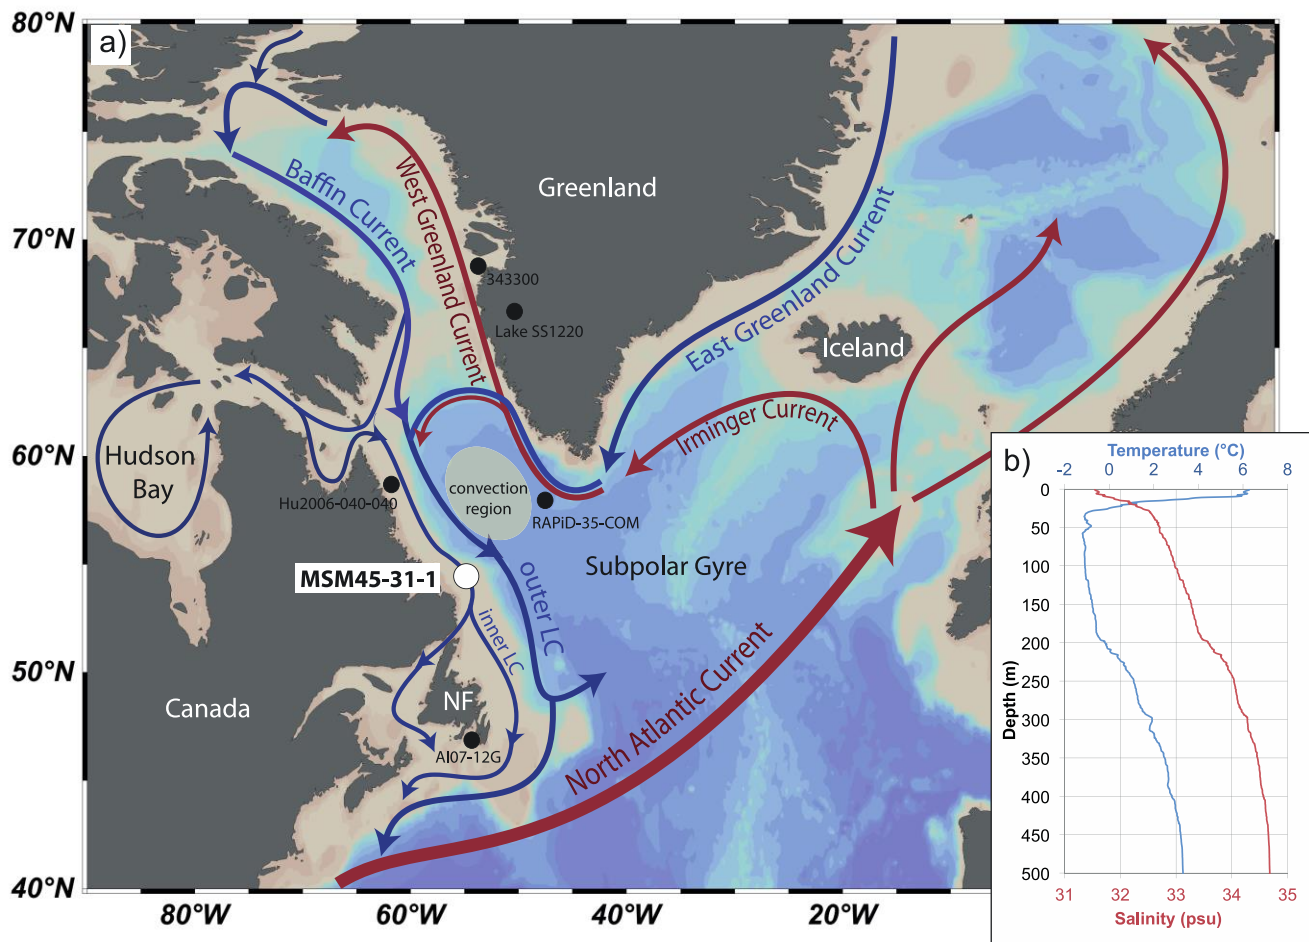 80°N
70°N
60°N
50°N
40°N
80°W
60°W
40°W
20°W
a)
Baffin Current
West Greenland Current
Greenland
343300
Lake SS1220
East Greenland Current
Iceland
Irminger Current
Hudson
Bay
Hu2006-040-040
convection
region
RAPiD-35-COM
MSM45-31-1
Subpolar Gyre
outer LC
inner LC
North Atlantic Current
Canada
NF
AI07-12G
b)
Temperature (°C)
-2 0 2 4 6 8
0
50
100
150
200
250
300
350
400
450
500
Depth (m)
31 32 33 34 35
Salinity (psu)